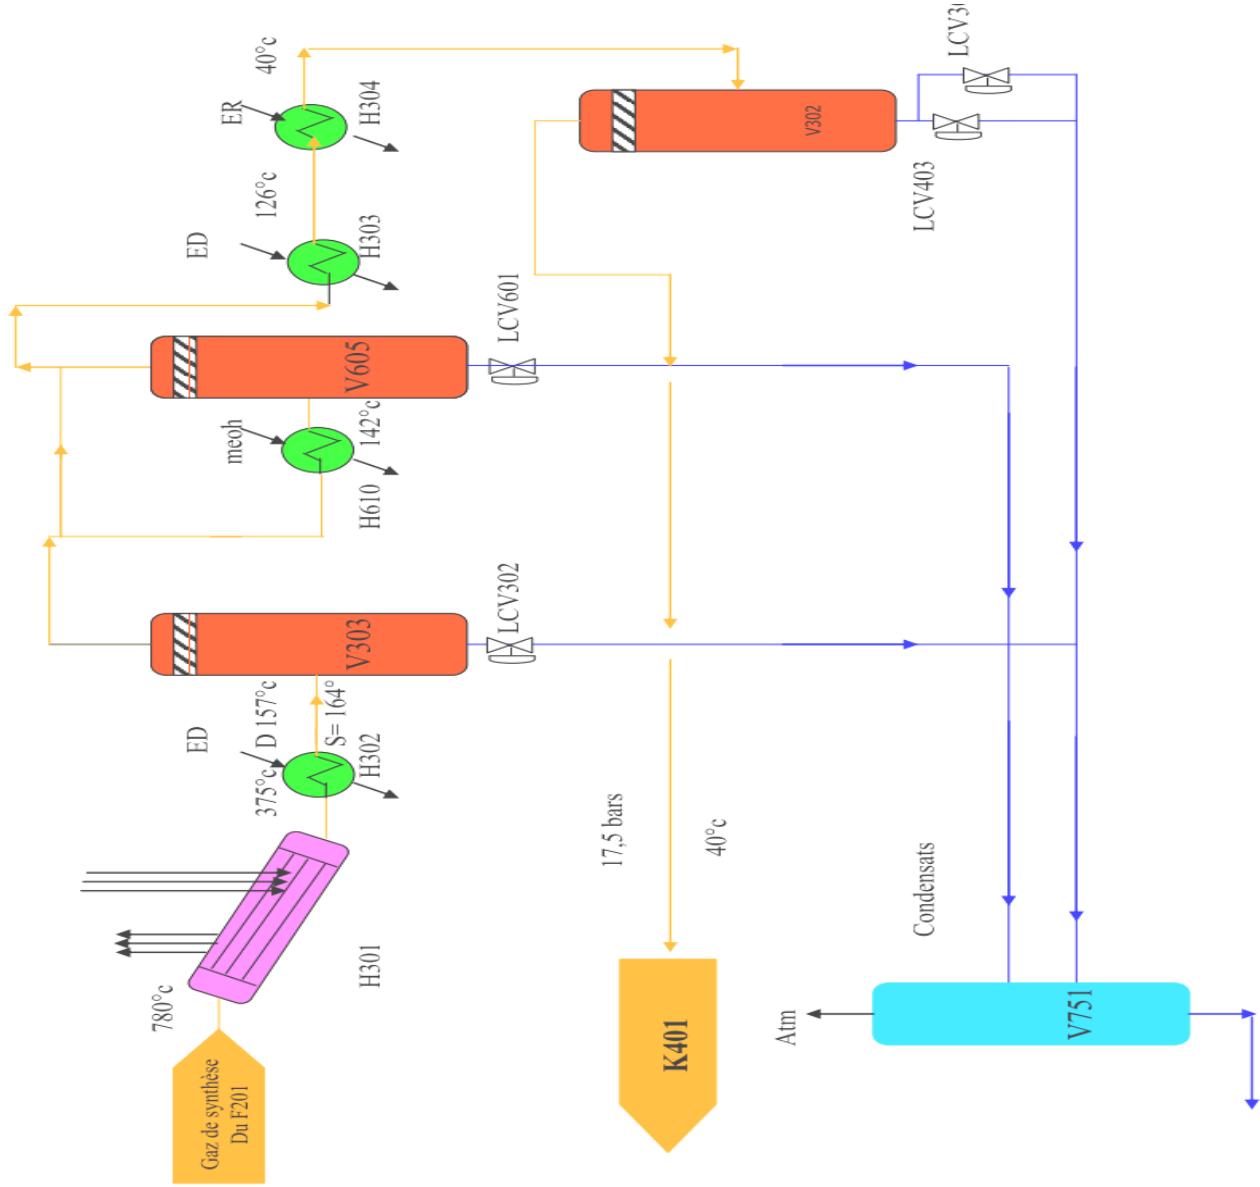 Gaz de synthèse
Du F201
780°c
H301
375°c
ED
D 157°c
S= 164°
H302
V303
LCV302
meoh
142°c
H610
V605
LCV601
ED
H303
126°c
ER
H304
40°c
V302
LCV403
LCV3
17,5 bars
40°c
K401
Condensats
Atm
V751